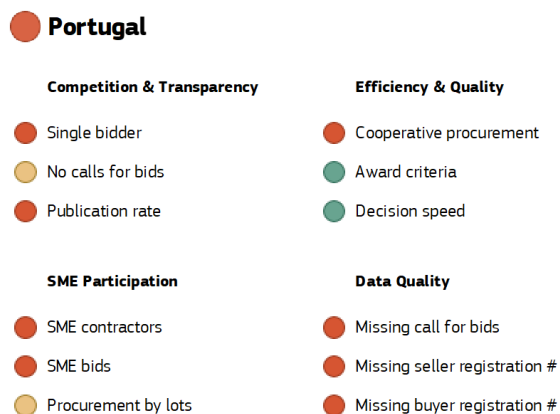 Portugal
Competition & Transparency
Single bidder
No calls for bids
Publication rate
Efficiency & Quality
Cooperative procurement
Award criteria
Decision speed
SME Participation
SME contractors
SME bids
Procurement by lots
Data Quality
Missing call for bids
Missing seller registration #
Missing buyer registration #